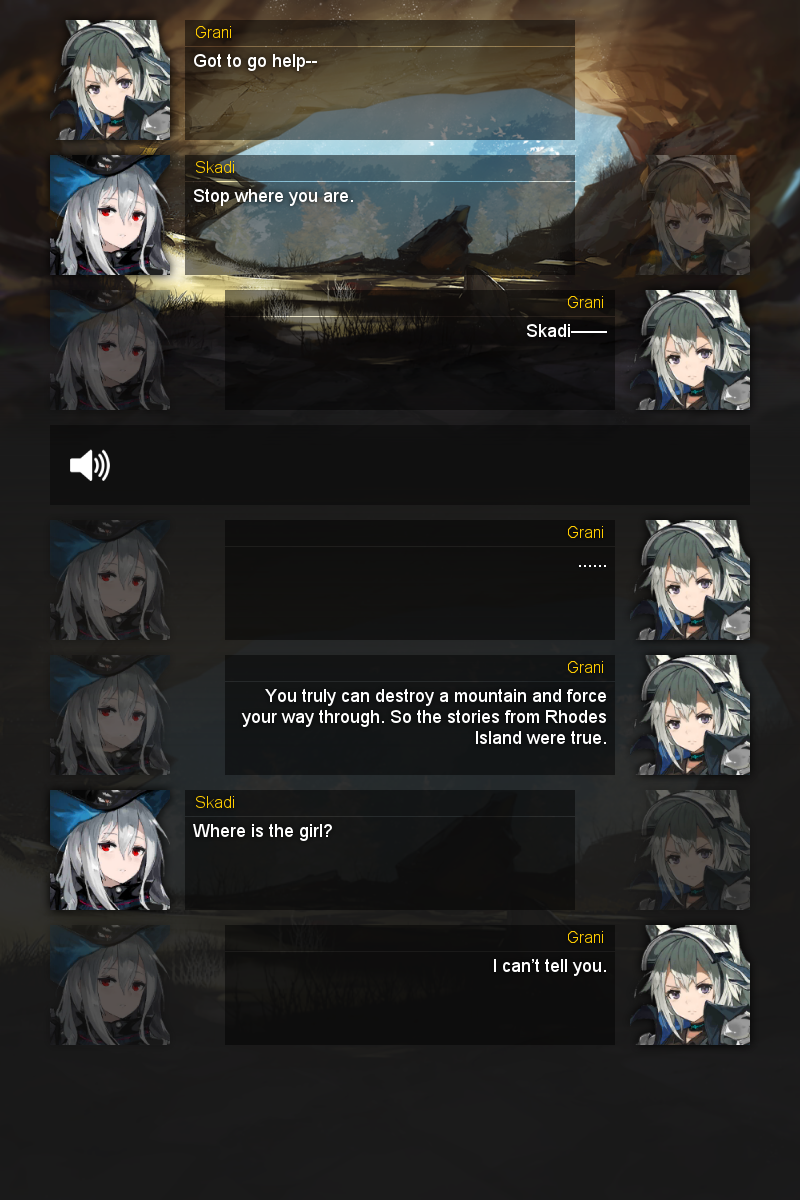 Grani
Got to go help--
Skadi
Stop where you are.
Grani
Skadi——
Grani
......
Grani
You truly can destroy a mountain and force
your way through. So the stories from Rhodes
Island were true.
Skadi
Where is the girl?
Grani
I can’t tell you.